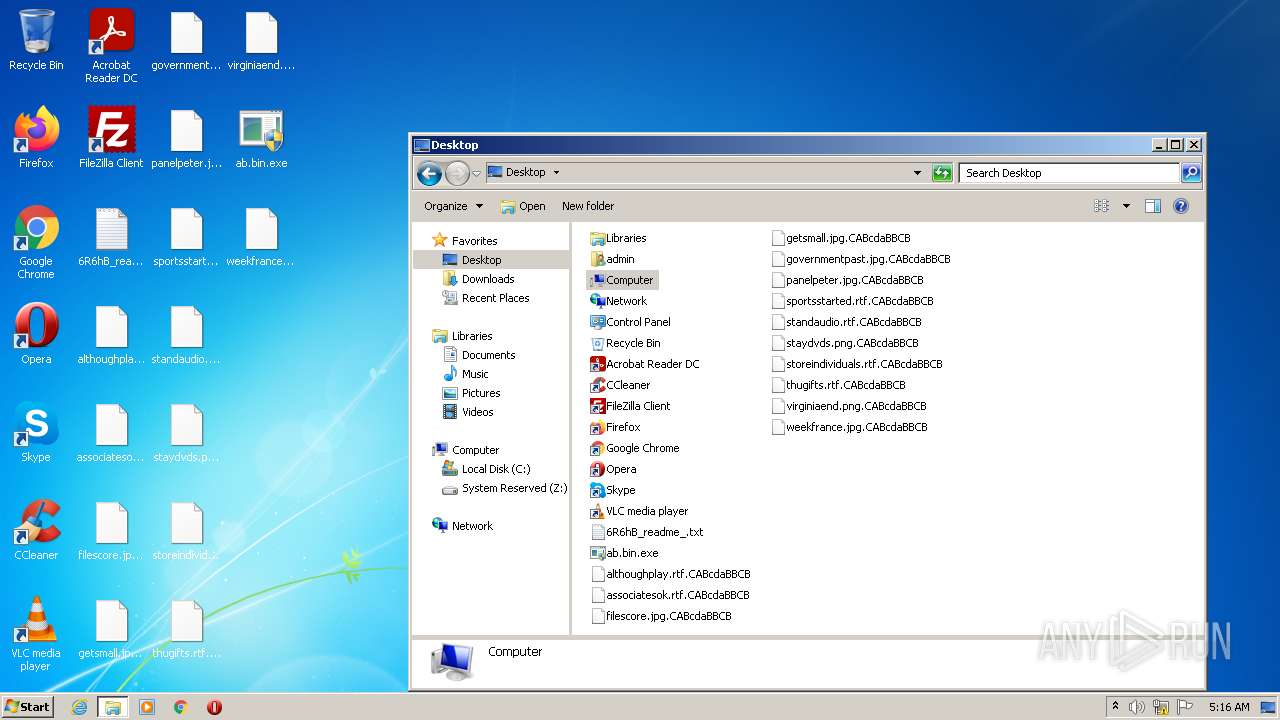 Recycle Bin
Acrobat
Reader DC
government...
virginiaend....
Firefox
FileZilla Client
panelpeter.j...
ab.bin.exe
Google
Chrome
6R6hB_rea...
sportsstart...
weekfrance...
Opera
althoughpla...
standaudio....
Skype
associateso...
staydvds.p...
CCleaner
filescore.jp...
storeindivid...
VLC media
player
getsmall.jp...
thugifts.rtf....
Desktop
Desktop
Search Desktop
Organize
Open
New folder
Favorites
Desktop
Downloads
Recent Places
Libraries
Documents
Music
Pictures
Videos
Computer
Local Disk (C:)
System Reserved (Z:)
Network
Libraries
admin
Computer
Network
Control Panel
Recycle Bin
Acrobat Reader DC
CCleaner
FileZilla Client
Firefox
Google Chrome
Opera
Skype
VLC media player
6R6hB_readme_.txt
ab.bin.exe
althoughplay.rtf.CABcdaBBCB
associatesok.rtf.CABcdaBBCB
filescore.jpg.CABcdaBBCB
getsmall.jpg.CABcdaBBCB
governmentpast.jpg.CABcdaBBCB
panelpeter.jpg.CABcdaBBCB
sportsstarted.rtf.CABcdaBBCB
standaudio.rtf.CABcdaBBCB
staydvds.png.CABcdaBBCB
storeindividuals.rtf.CABcdaBBCB
thugifts.rtf.CABcdaBBCB
virginiaend.png.CABcdaBBCB
weekfrance.jpg.CABcdaBBCB
Computer
ANY RUN
Start
5:16 AM